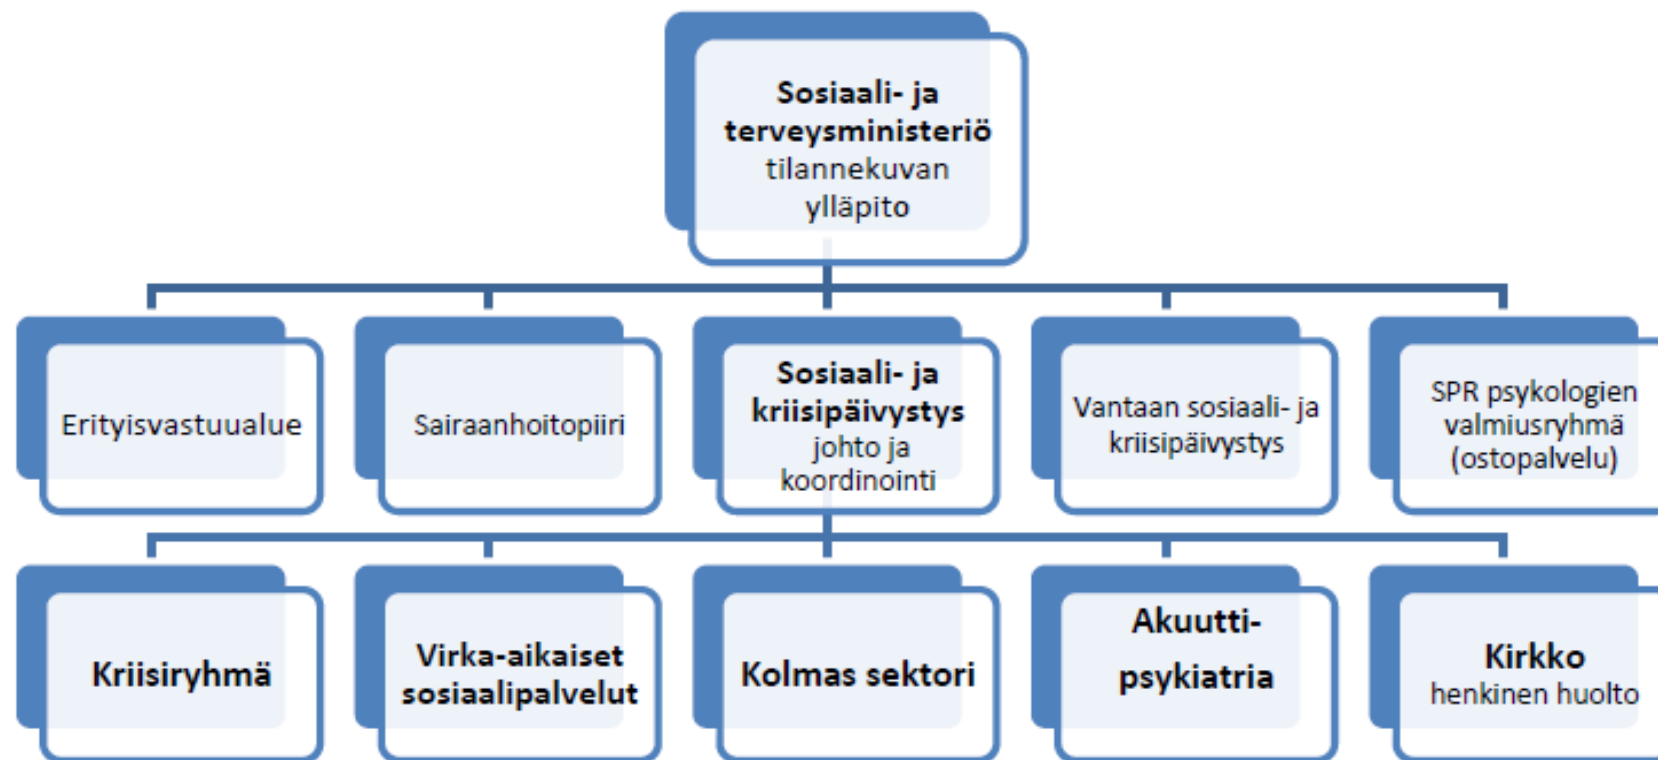 Sosiaali- ja
terveysministeriö
tilannekuvan
ylläpito
Erityisvastuualue
Sairaanhoitopiiri
Sosiaali- ja
kriisipäivystys
johto ja
koordinointi
Vantaan sosiaali- ja
kriisipäivystys
SPR psykologien
valmiusryhmä
(ostopalvelu)
Kriisiryhmä
Virka-aikaiset
sosiaalipalvelut
Kolmas sektori
Akuutti-
psykiatria
Kirkko
henkinen huolto